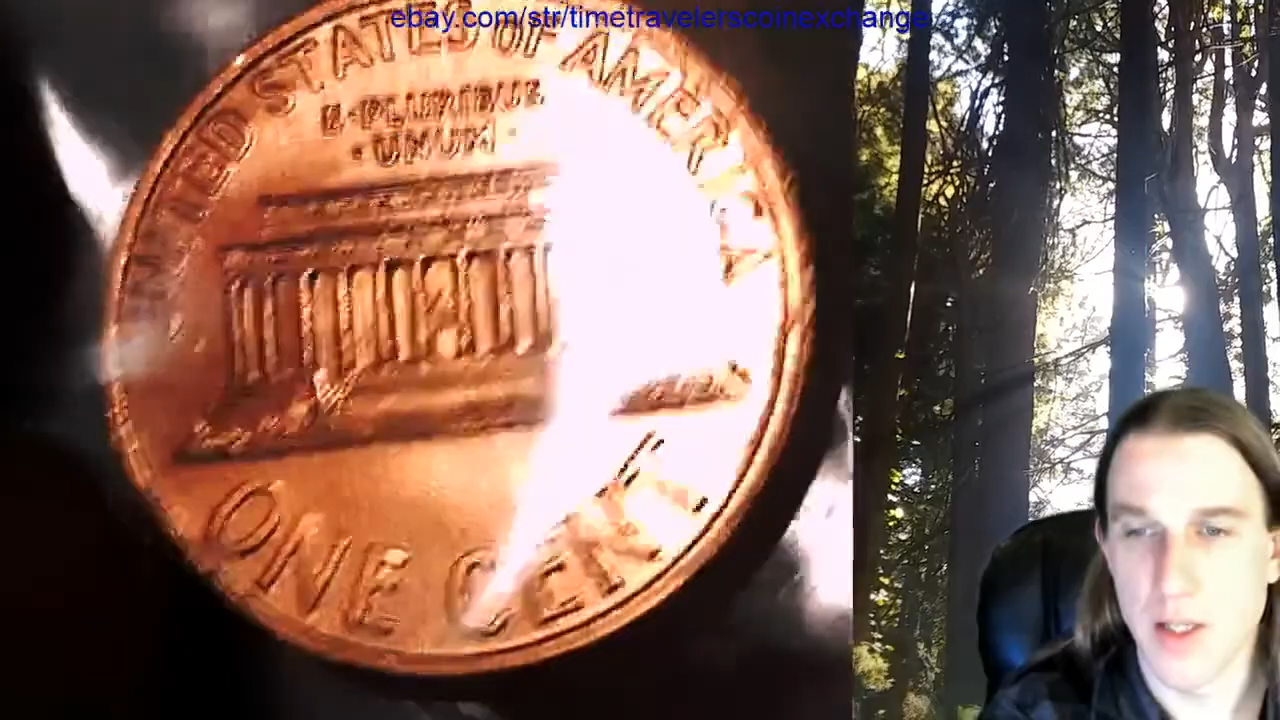 ebay.com/str/timetravelerscoinexchange
UNITED STATES OF AMERICA
E·PLURIBUS
·UNUM·
ONE CENT